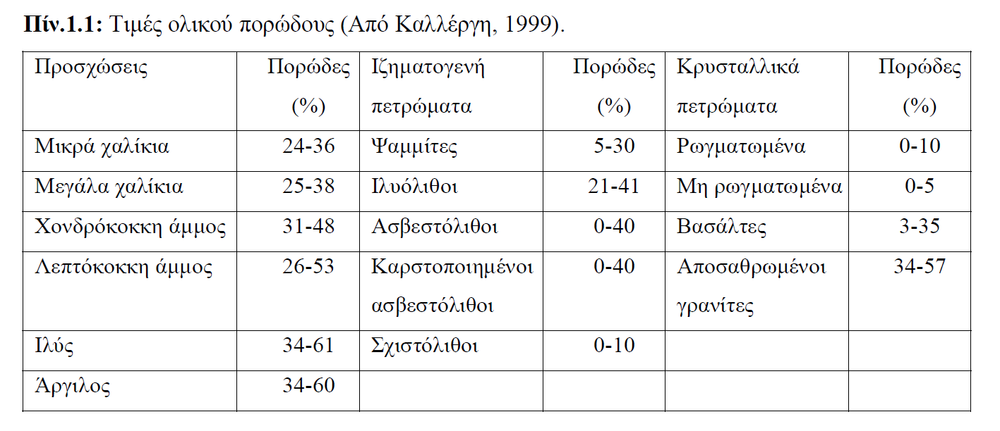 Πίν.1.1: Τιμές ολικού πορώδους (Από Καλλέργη, 1999).
Προσχώσεις Πορώδες (%) Ιζηματογενή πετρώματα Πορώδες (%) Κρυσταλλικά πετρώματα Πορώδες (%)
Μικρά χαλίκια 24-36 Ψαμμίτες 5-30 Ρωγματωμένα 0-10
Μεγάλα χαλίκια 25-38 Ιλυόλιθοι 21-41 Μη ρωγματωμένα 0-5
Χονδρόκοκκη άμμος 31-48 Ασβεστόλιθοι 0-40 Βασάλτες 3-35
Λεπτόκοκκη άμμος 26-53 Καρστοποιημένοι ασβεστόλιθοι 0-40 Αποσαθρωμένοι γρανίτες 34-57
Ιλύς 34-61 Σχιστόλιθοι 0-10
Άργιλος 34-60